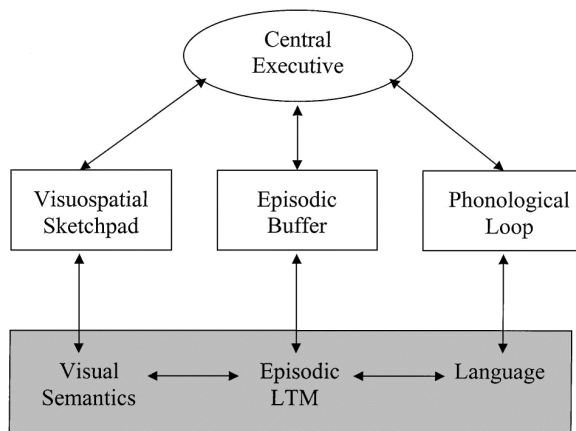 Central
Executive
Visuospatial
Sketchpad
Episodic
Buffer
Phonological
Loop
Visual
Semantics
Episodic
LTM
Language